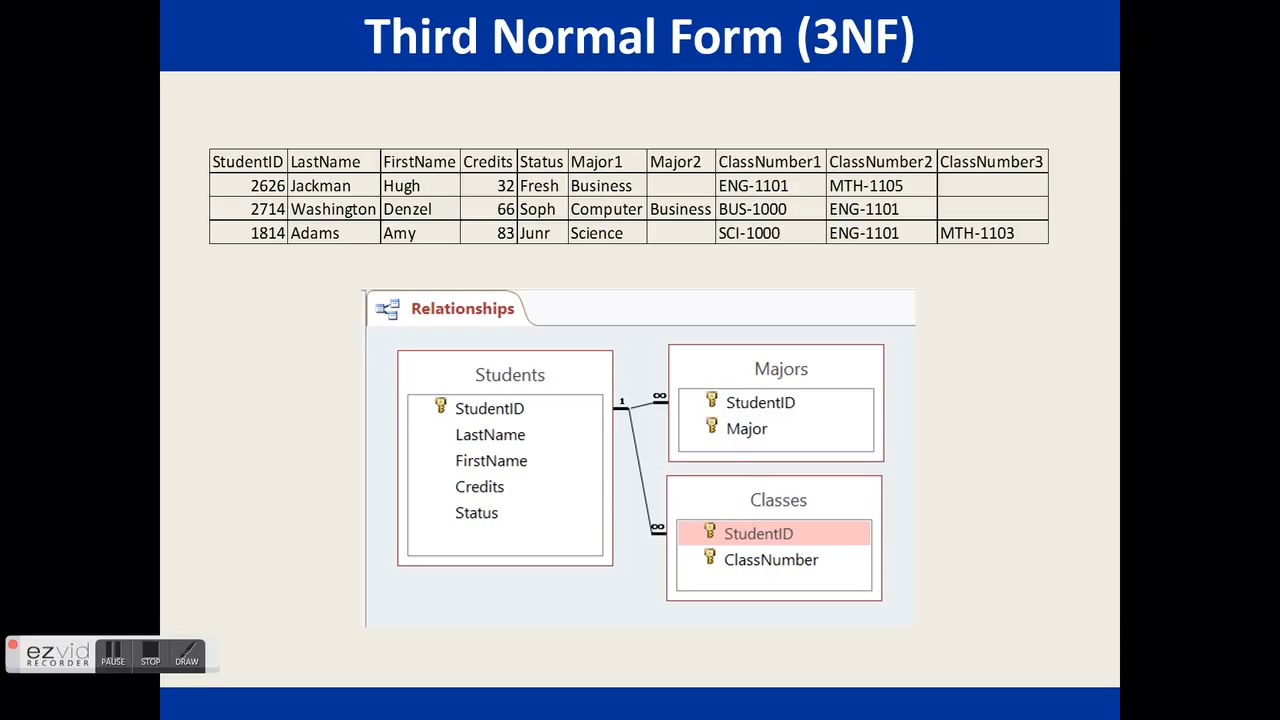 Third Normal Form (3NF)
StudentID LastName FirstName Credits Status Major1 Major2 ClassNumber1 ClassNumber2 ClassNumber3
2626 Jackman Hugh 32 Fresh Business ENG-1101 MTH-1105
2714 Washington Denzel 66 Soph Computer Business BUS-1000 ENG-1101
1814 Adams Amy 83 Junr Science SCI-1000 ENG-1101 MTH-1103
Relationships
Students
StudentID
LastName
FirstName
Credits
Status
1
∞
∞
Majors
StudentID
Major
Classes
StudentID
ClassNumber
ezvid
RECORDER
PAUSE STOP DRAW